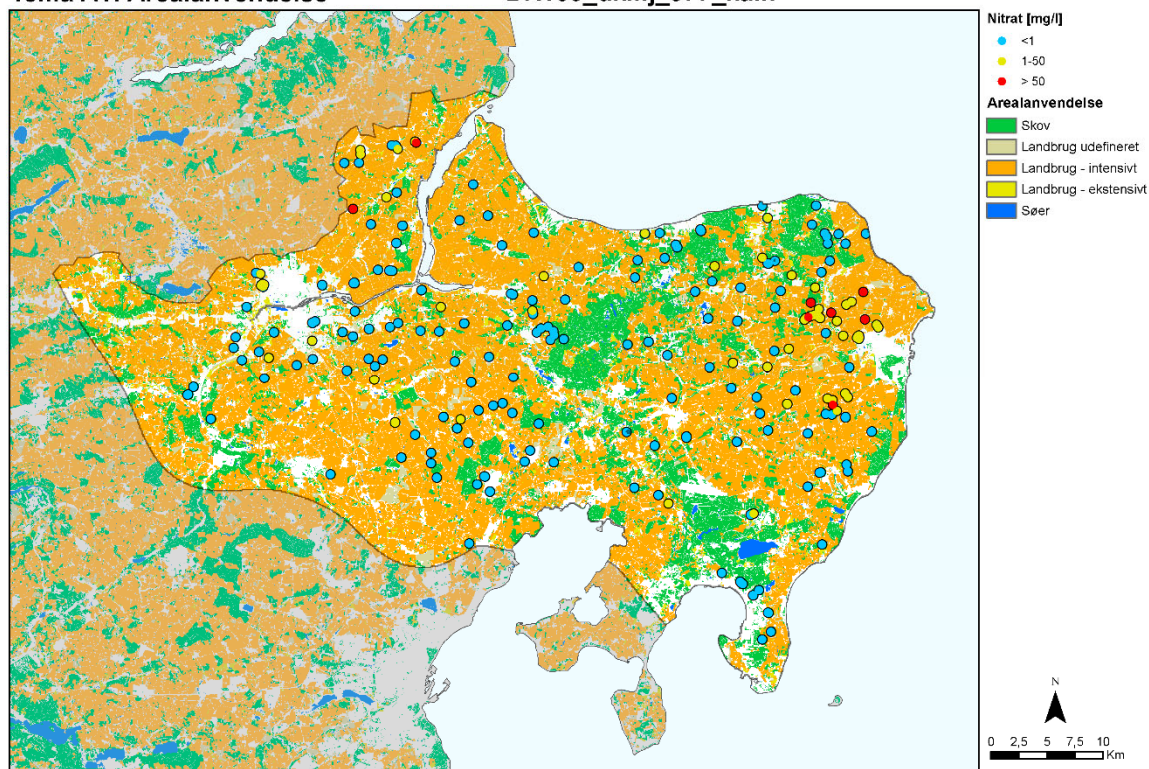 Nitrat [mg/l]
<1
1-50
> 50
Arealanvendelse
Skov
Landbrug udefineret
Landbrug - intensivt
Landbrug - ekstensivt
Søer
N
0 2,5 5 7,5 10
Km